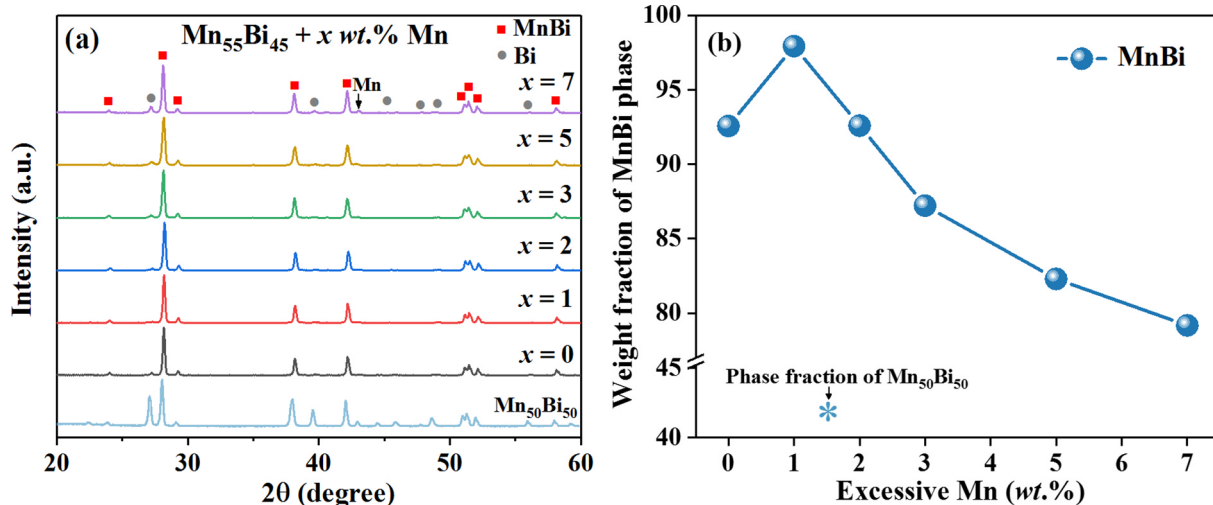 (a)
Mn₅₅Bi₄₅ + x wt.% Mn
MnBi
Bi
Mn
x = 7
x = 5
x = 3
x = 2
x = 1
x = 0
Mn₅₀Bi₅₀
Intensity (a.u.)
20 30 40 50 60
2θ (degree)
(b)
MnBi
100
95
90
85
80
45
40
Weight fraction of MnBi phase
Phase fraction of Mn₅₀Bi₅₀
*
0 1 2 3 4 5 6 7
Excessive Mn (wt.%)